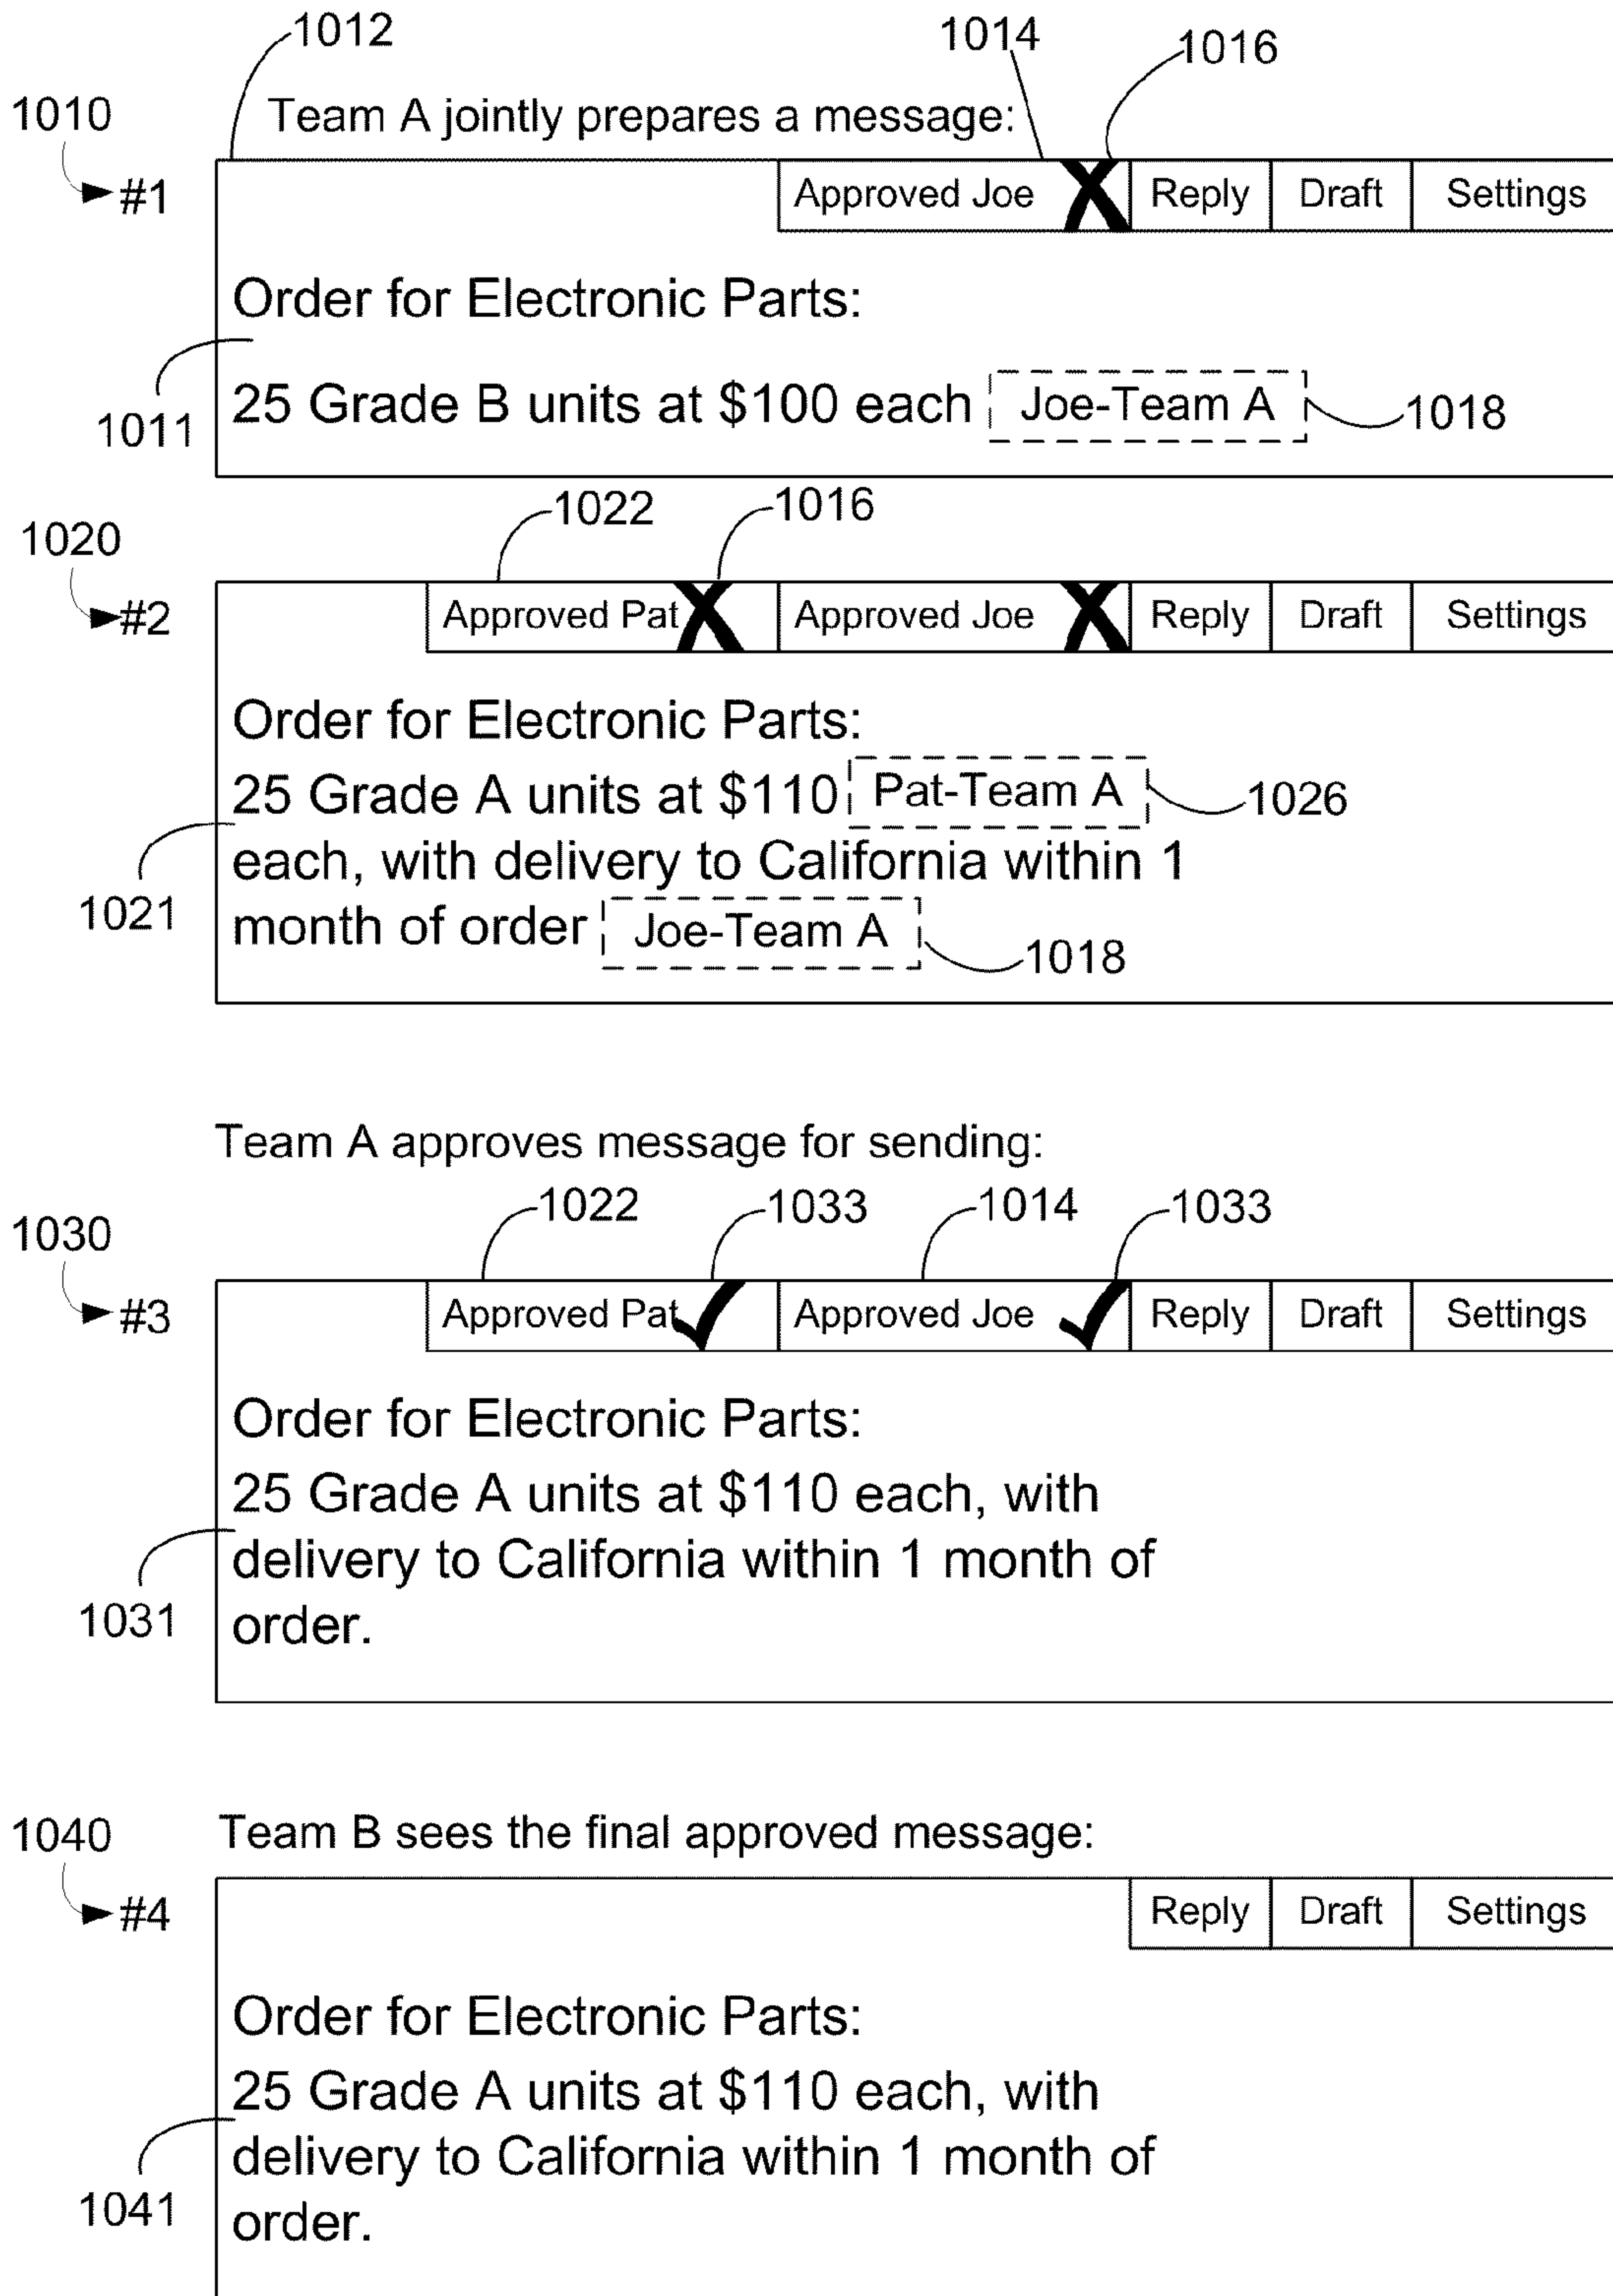 1012
1014
1016
1010
Team A jointly prepares a message:
#1
Approved Joe X Reply Draft Settings
Order for Electronic Parts:
25 Grade B units at $100 each Joe-Team A
1011
1018
1022
1016
1020
#2
Approved Pat X Approved Joe X Reply Draft Settings
Order for Electronic Parts:
25 Grade A units at $110 Pat-Team A
1026
each, with delivery to California within 1
1021
month of order Joe-Team A
1018
Team A approves message for sending:
1022
1033
1014
1033
1030
#3
Approved Pat ✓ Approved Joe ✓ Reply Draft Settings
Order for Electronic Parts:
25 Grade A units at $110 each, with
delivery to California within 1 month of
1031
order.
1040
Team B sees the final approved message:
#4
Reply Draft Settings
Order for Electronic Parts:
25 Grade A units at $110 each, with
delivery to California within 1 month of
1041
order.